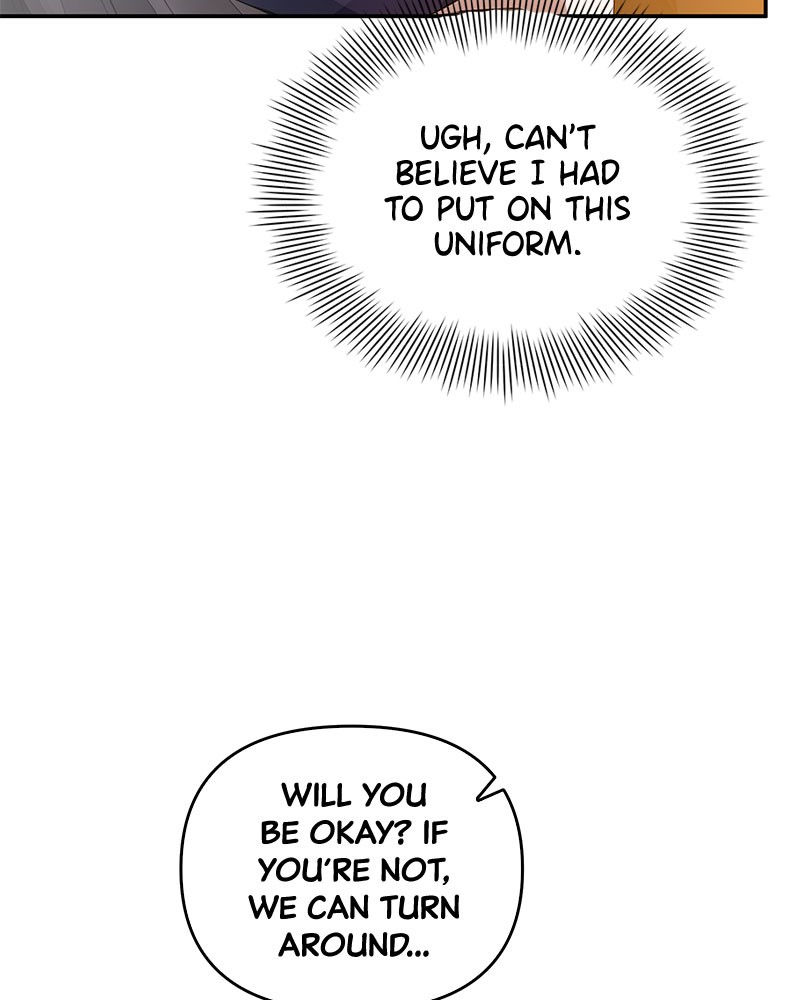 UGH, CAN'T
BELIEVE I HAD
TO PUT ON THIS
UNIFORM.
WILL YOU
BE OKAY? IF
YOU'RE NOT,
WE CAN TURN
AROUND...